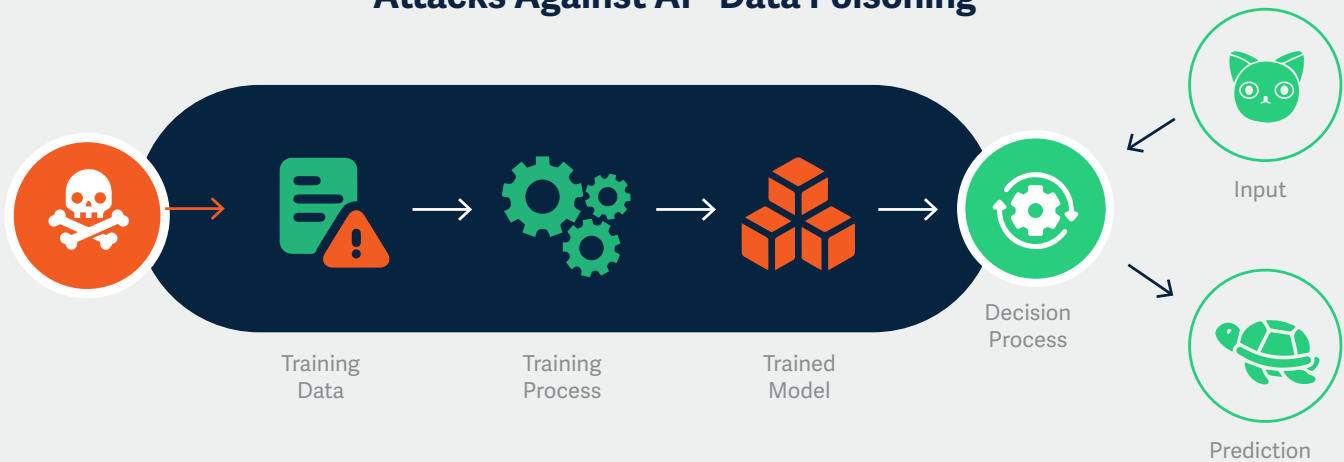 Attacks Against AI - Data Poisoning
Input
Decision
Process
Training
Data
Training
Process
Trained
Model
Prediction